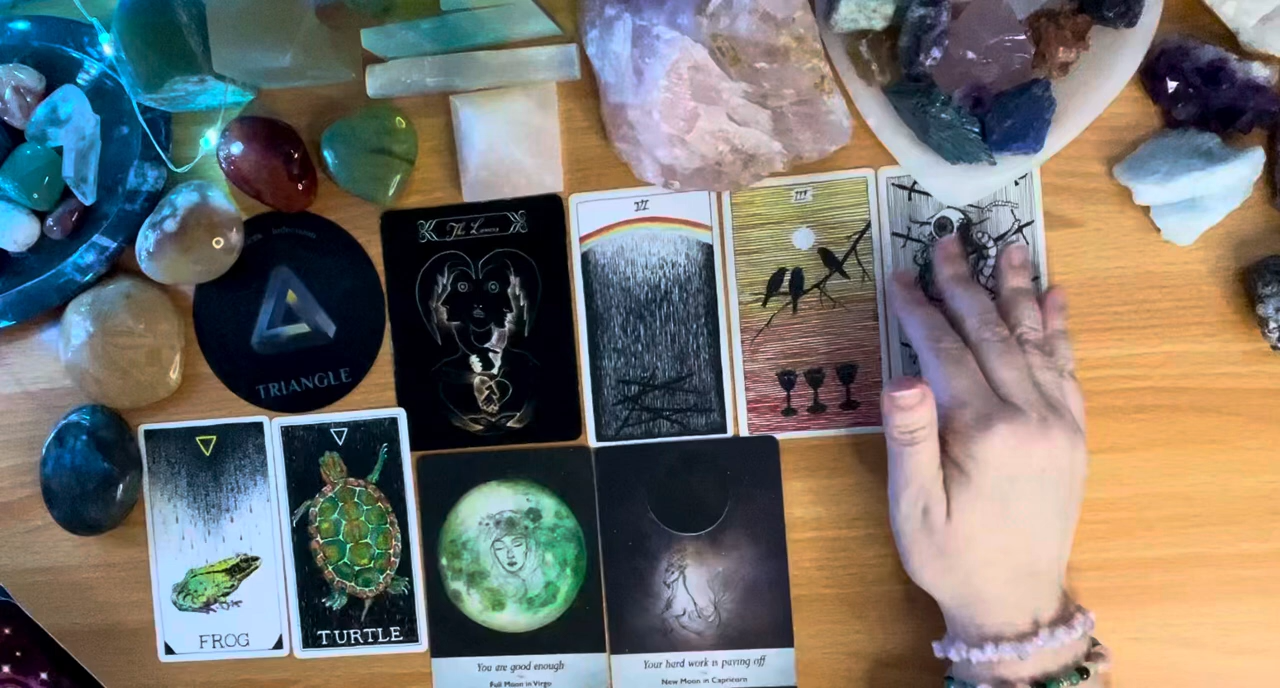 The Lovers
VI
III
TRIANGLE
FROG
TURTLE
You are good enough
Full Moon in Virgo
Your hard work is paying off
New Moon in Capricorn